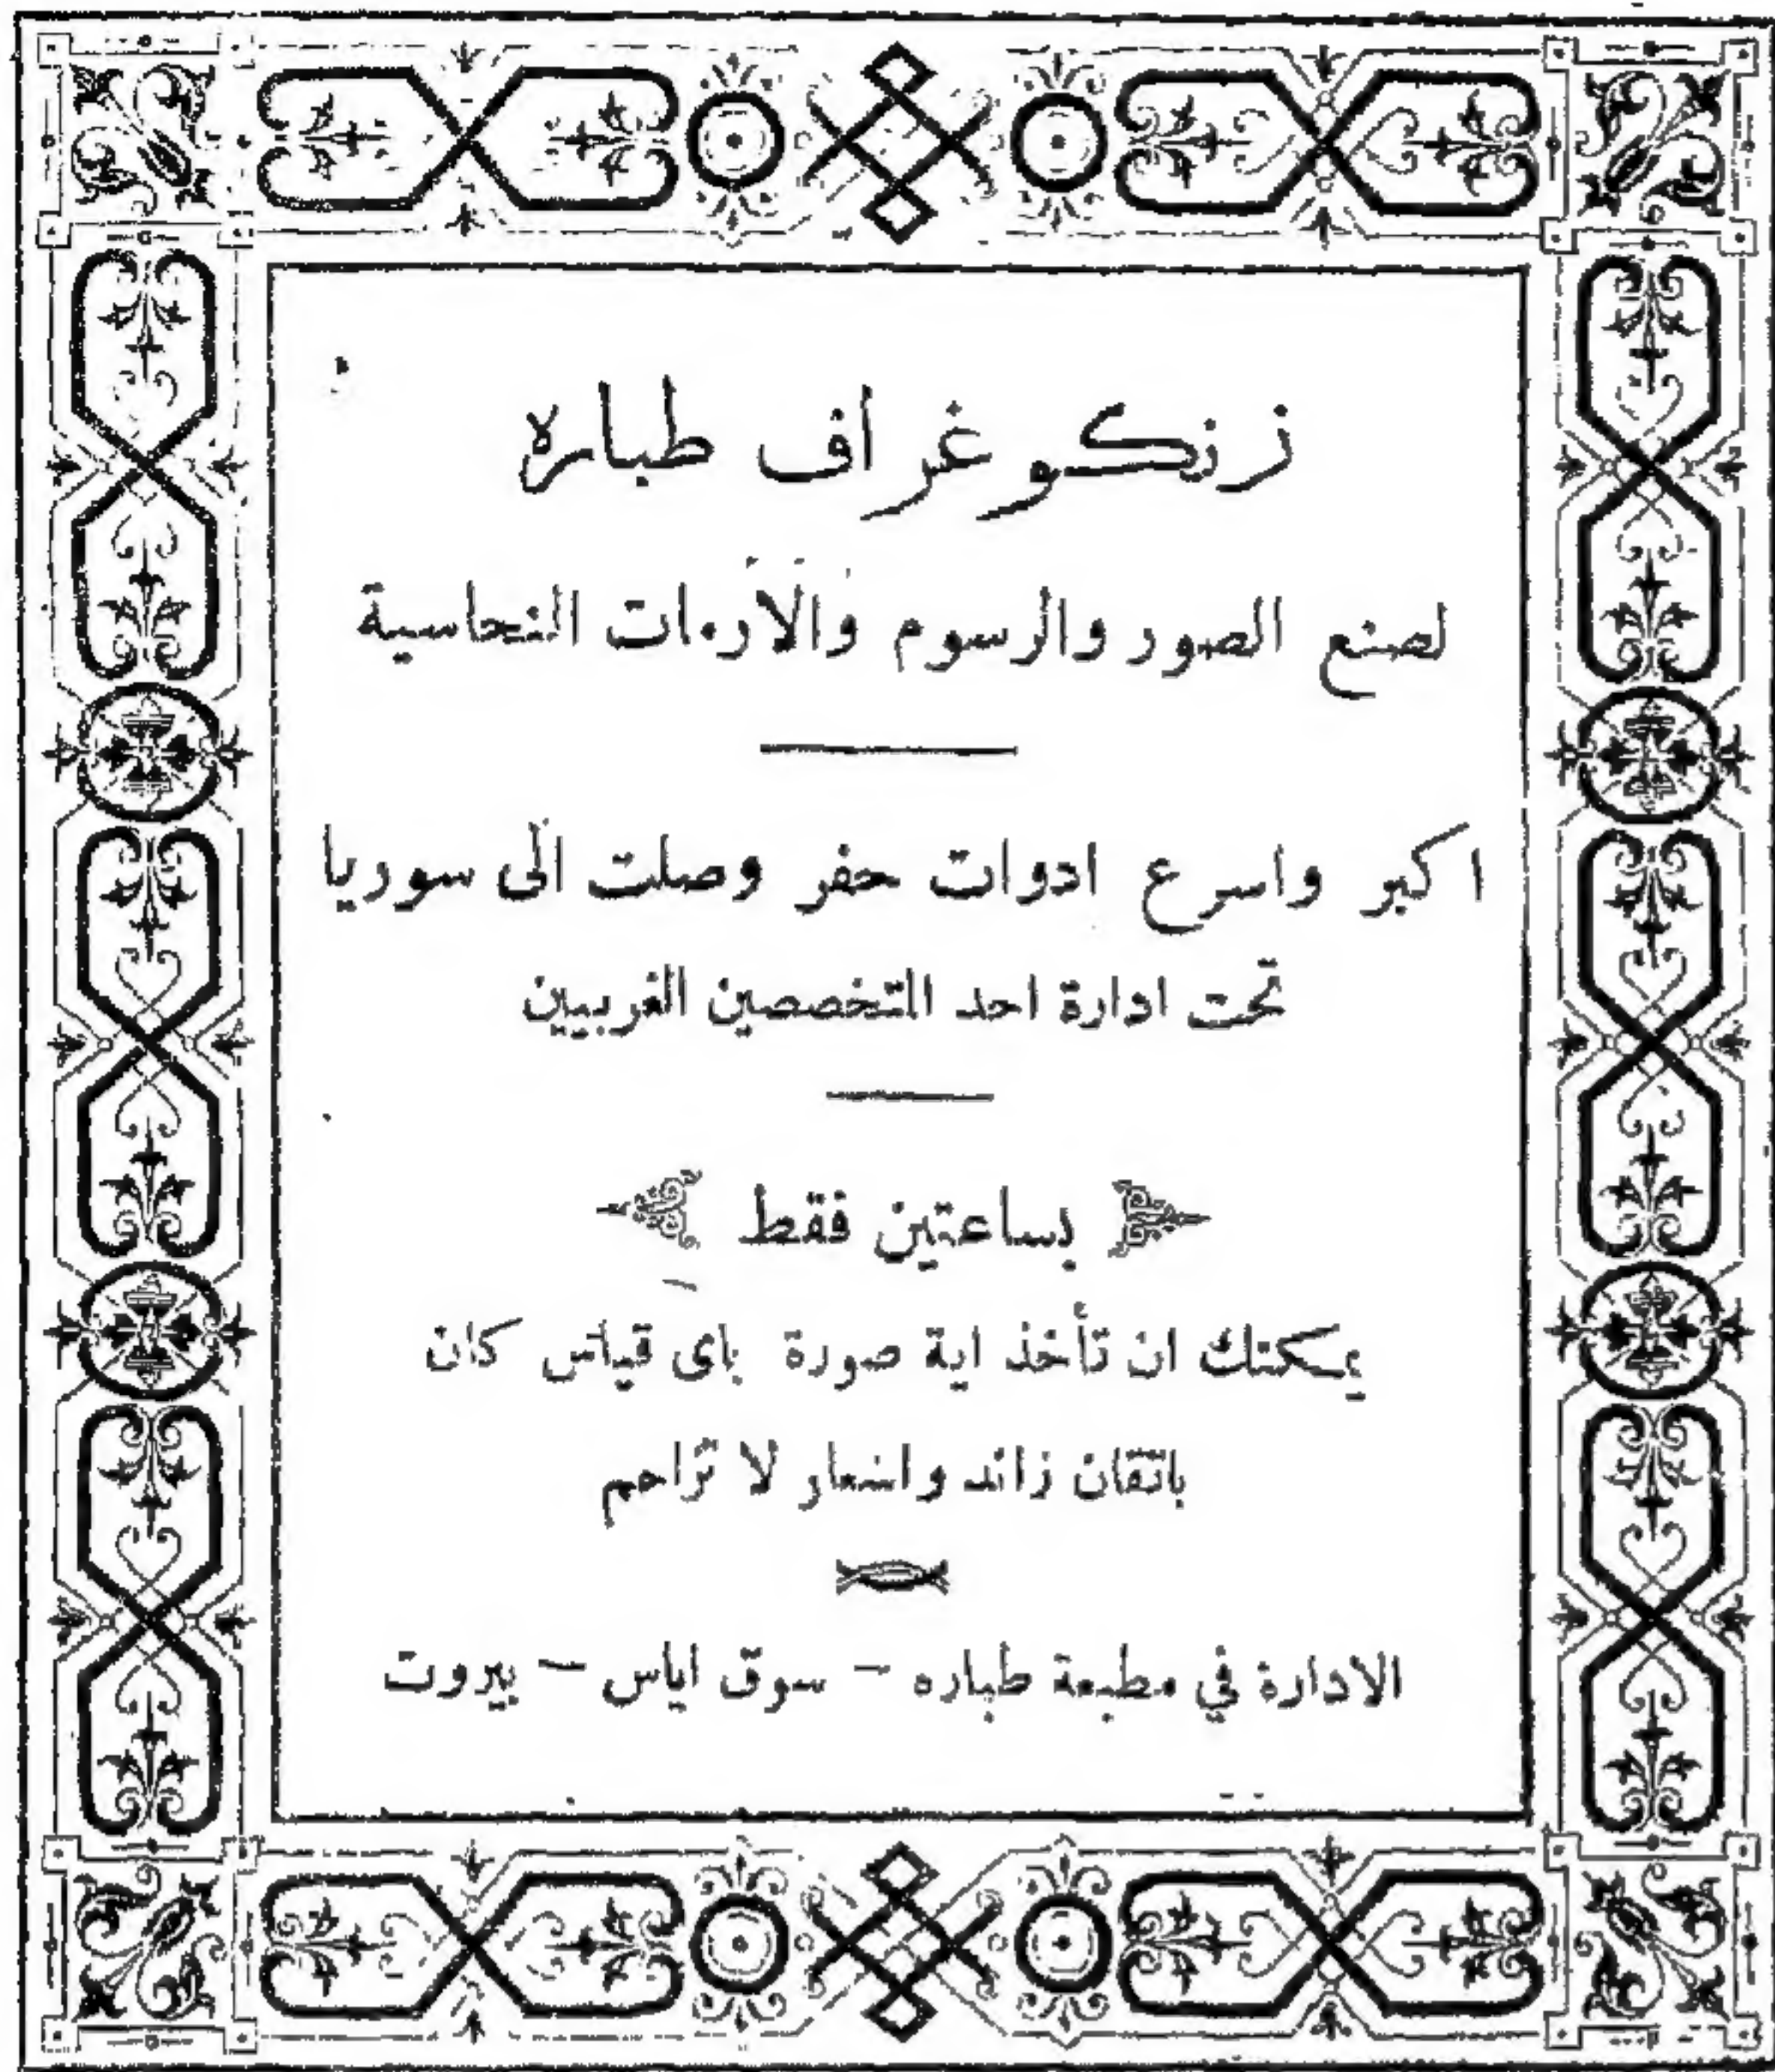 زنكوغراف طباره
لصنع الصور والرسوم والأرمات النحاسية
اكبر واسرع ادوات حفر وصلت الى سوريا
تحت ادارة احد المتخصصين الغربيين
بساعتين فقط
يمكنك ان تأخذ اية صورة باى قياس كان
باتقان زائد واسعار لا تزاحم
الادارة في مطبعة طباره – سوق اياس – بيروت